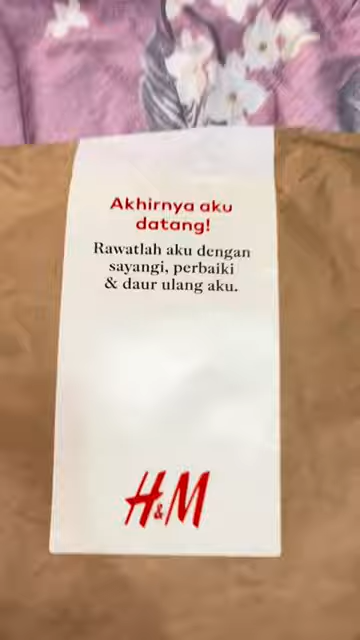 Akhirnya aku
datang!
Rawatlah aku dengan
sayangi, perbaiki
& daur ulang aku.
H&M